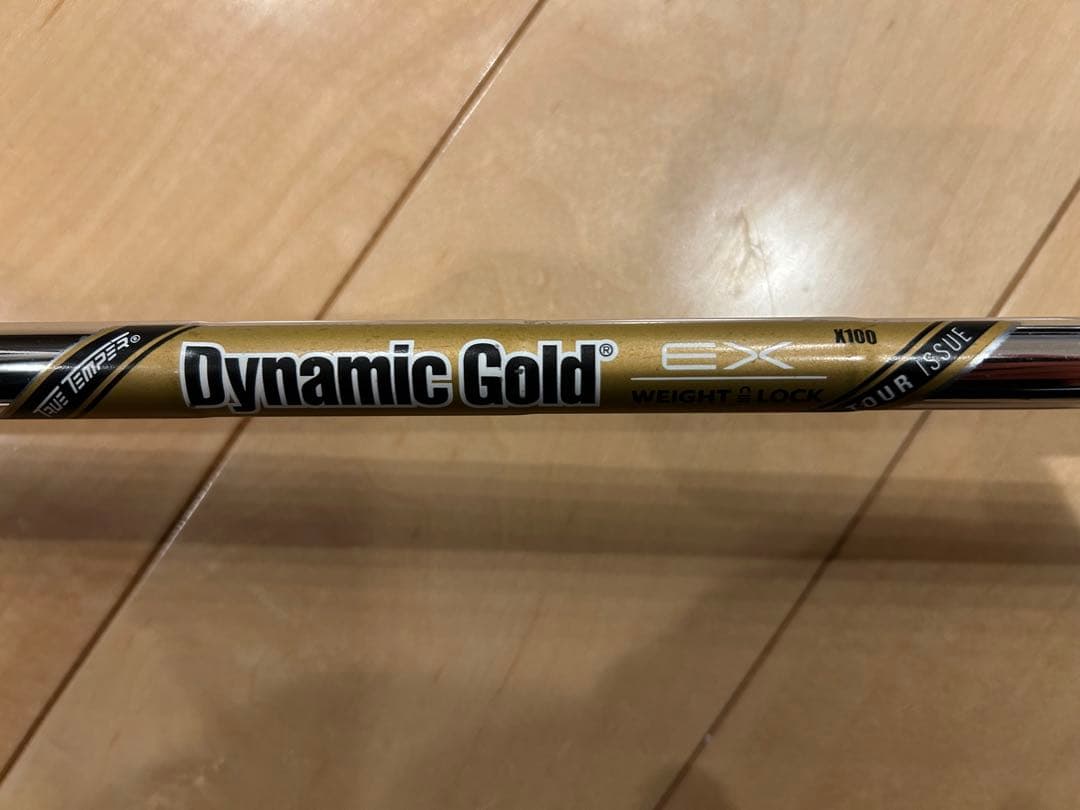 TRUE TEMPER®
Dynamic Gold®
EX
WEIGHT LOCK
X100
TOUR ISSUE